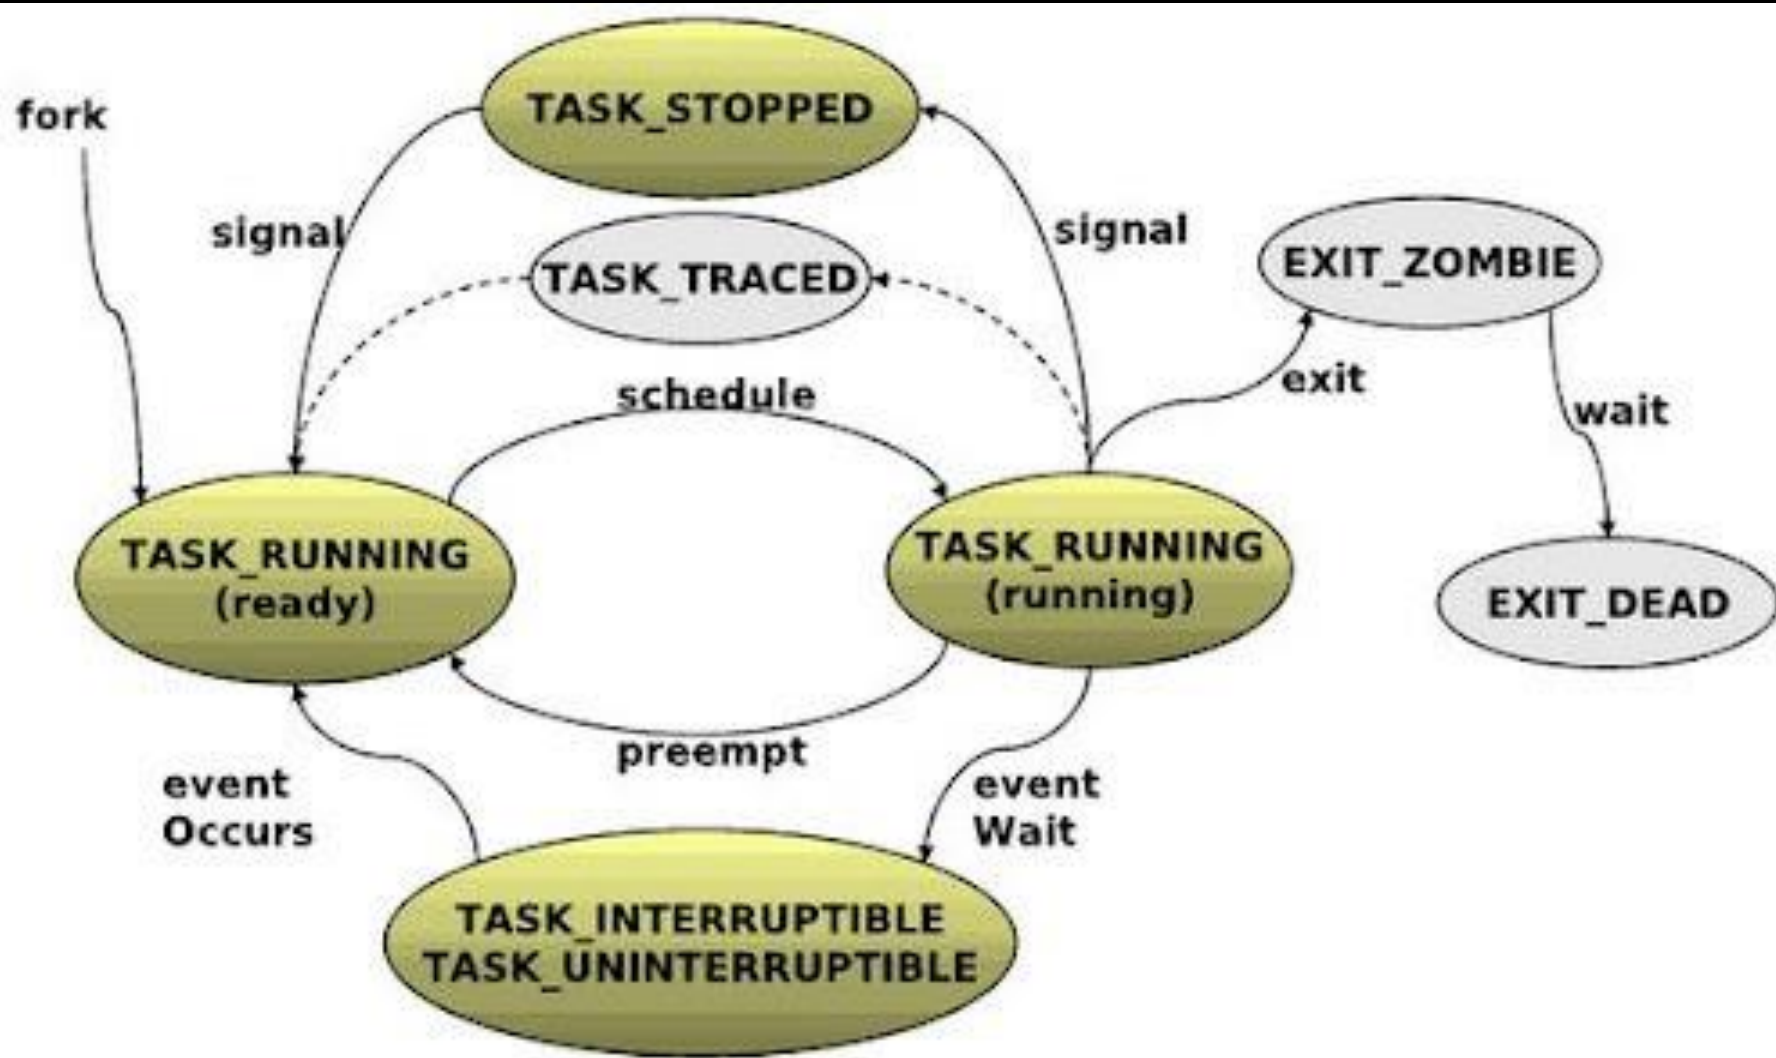 TASK_STOPPED
fork
signal
signal
TASK_TRACED
EXIT_ZOMBIE
schedule
exit
wait
TASK_RUNNING
(ready)
TASK_RUNNING
(running)
EXIT_DEAD
preempt
event
Occurs
event
Wait
TASK_INTERRUPTIBLE
TASK_UNINTERRUPTIBLE